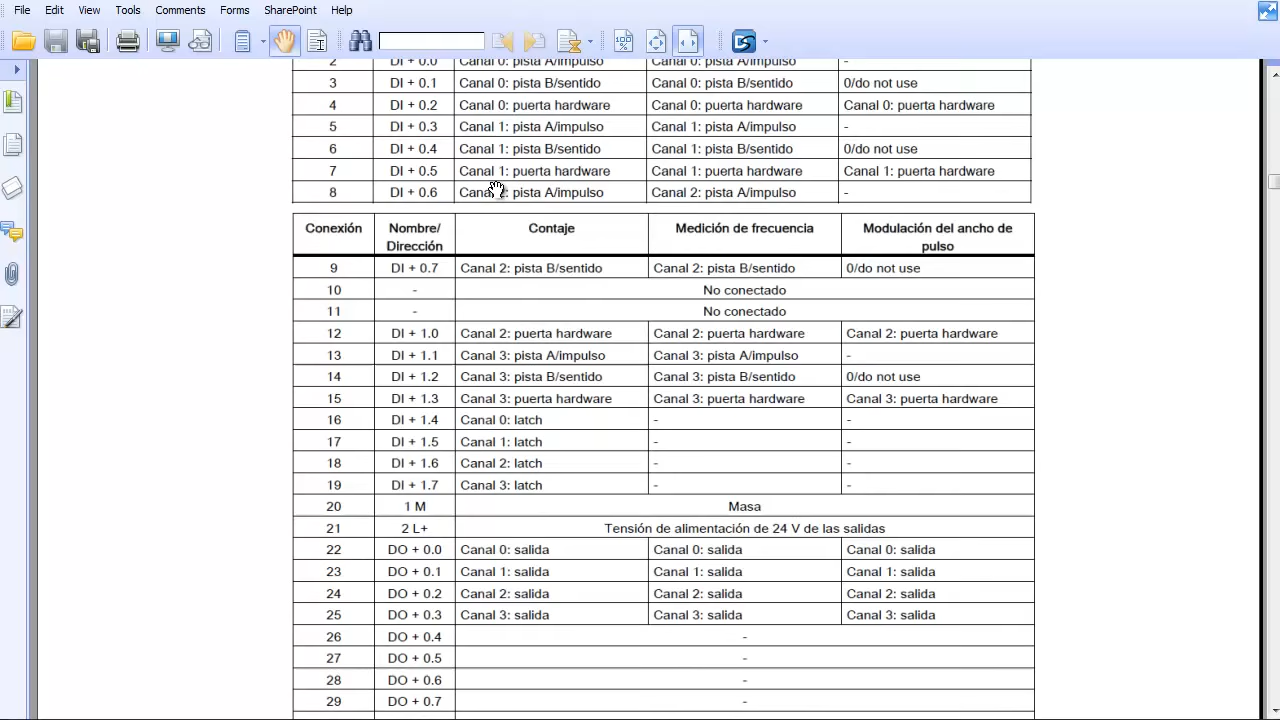 File Edit View Tools Comments Forms SharePoint Help
2 DI + 0.0 Canal 0: pista A/impulso Canal 0: pista A/impulso -
3 DI + 0.1 Canal 0: pista B/sentido Canal 0: pista B/sentido 0/do not use
4 DI + 0.2 Canal 0: puerta hardware Canal 0: puerta hardware Canal 0: puerta hardware
5 DI + 0.3 Canal 1: pista A/impulso Canal 1: pista A/impulso -
6 DI + 0.4 Canal 1: pista B/sentido Canal 1: pista B/sentido 0/do not use
7 DI + 0.5 Canal 1: puerta hardware Canal 1: puerta hardware Canal 1: puerta hardware
8 DI + 0.6 Canal 2: pista A/impulso Canal 2: pista A/impulso -
Conexión Nombre/ Contaje Medición de frecuencia Modulación del ancho de
Dirección pulso
9 DI + 0.7 Canal 2: pista B/sentido Canal 2: pista B/sentido 0/do not use
10 - No conectado
11 - No conectado
12 DI + 1.0 Canal 2: puerta hardware Canal 2: puerta hardware Canal 2: puerta hardware
13 DI + 1.1 Canal 3: pista A/impulso Canal 3: pista A/impulso -
14 DI + 1.2 Canal 3: pista B/sentido Canal 3: pista B/sentido 0/do not use
15 DI + 1.3 Canal 3: puerta hardware Canal 3: puerta hardware Canal 3: puerta hardware
16 DI + 1.4 Canal 0: latch - -
17 DI + 1.5 Canal 1: latch - -
18 DI + 1.6 Canal 2: latch - -
19 DI + 1.7 Canal 3: latch - -
20 1 M Masa
21 2 L+ Tensión de alimentación de 24 V de las salidas
22 DO + 0.0 Canal 0: salida Canal 0: salida Canal 0: salida
23 DO + 0.1 Canal 1: salida Canal 1: salida Canal 1: salida
24 DO + 0.2 Canal 2: salida Canal 2: salida Canal 2: salida
25 DO + 0.3 Canal 3: salida Canal 3: salida Canal 3: salida
26 DO + 0.4 -
27 DO + 0.5 -
28 DO + 0.6 -
29 DO + 0.7 -